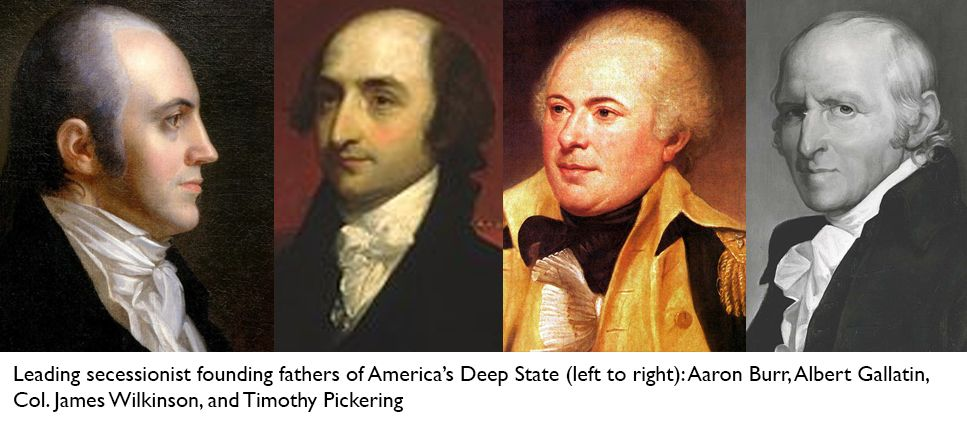 Leading secessionist founding fathers of America’s Deep State (left to right): Aaron Burr, Albert Gallatin,
Col. James Wilkinson, and Timothy Pickering